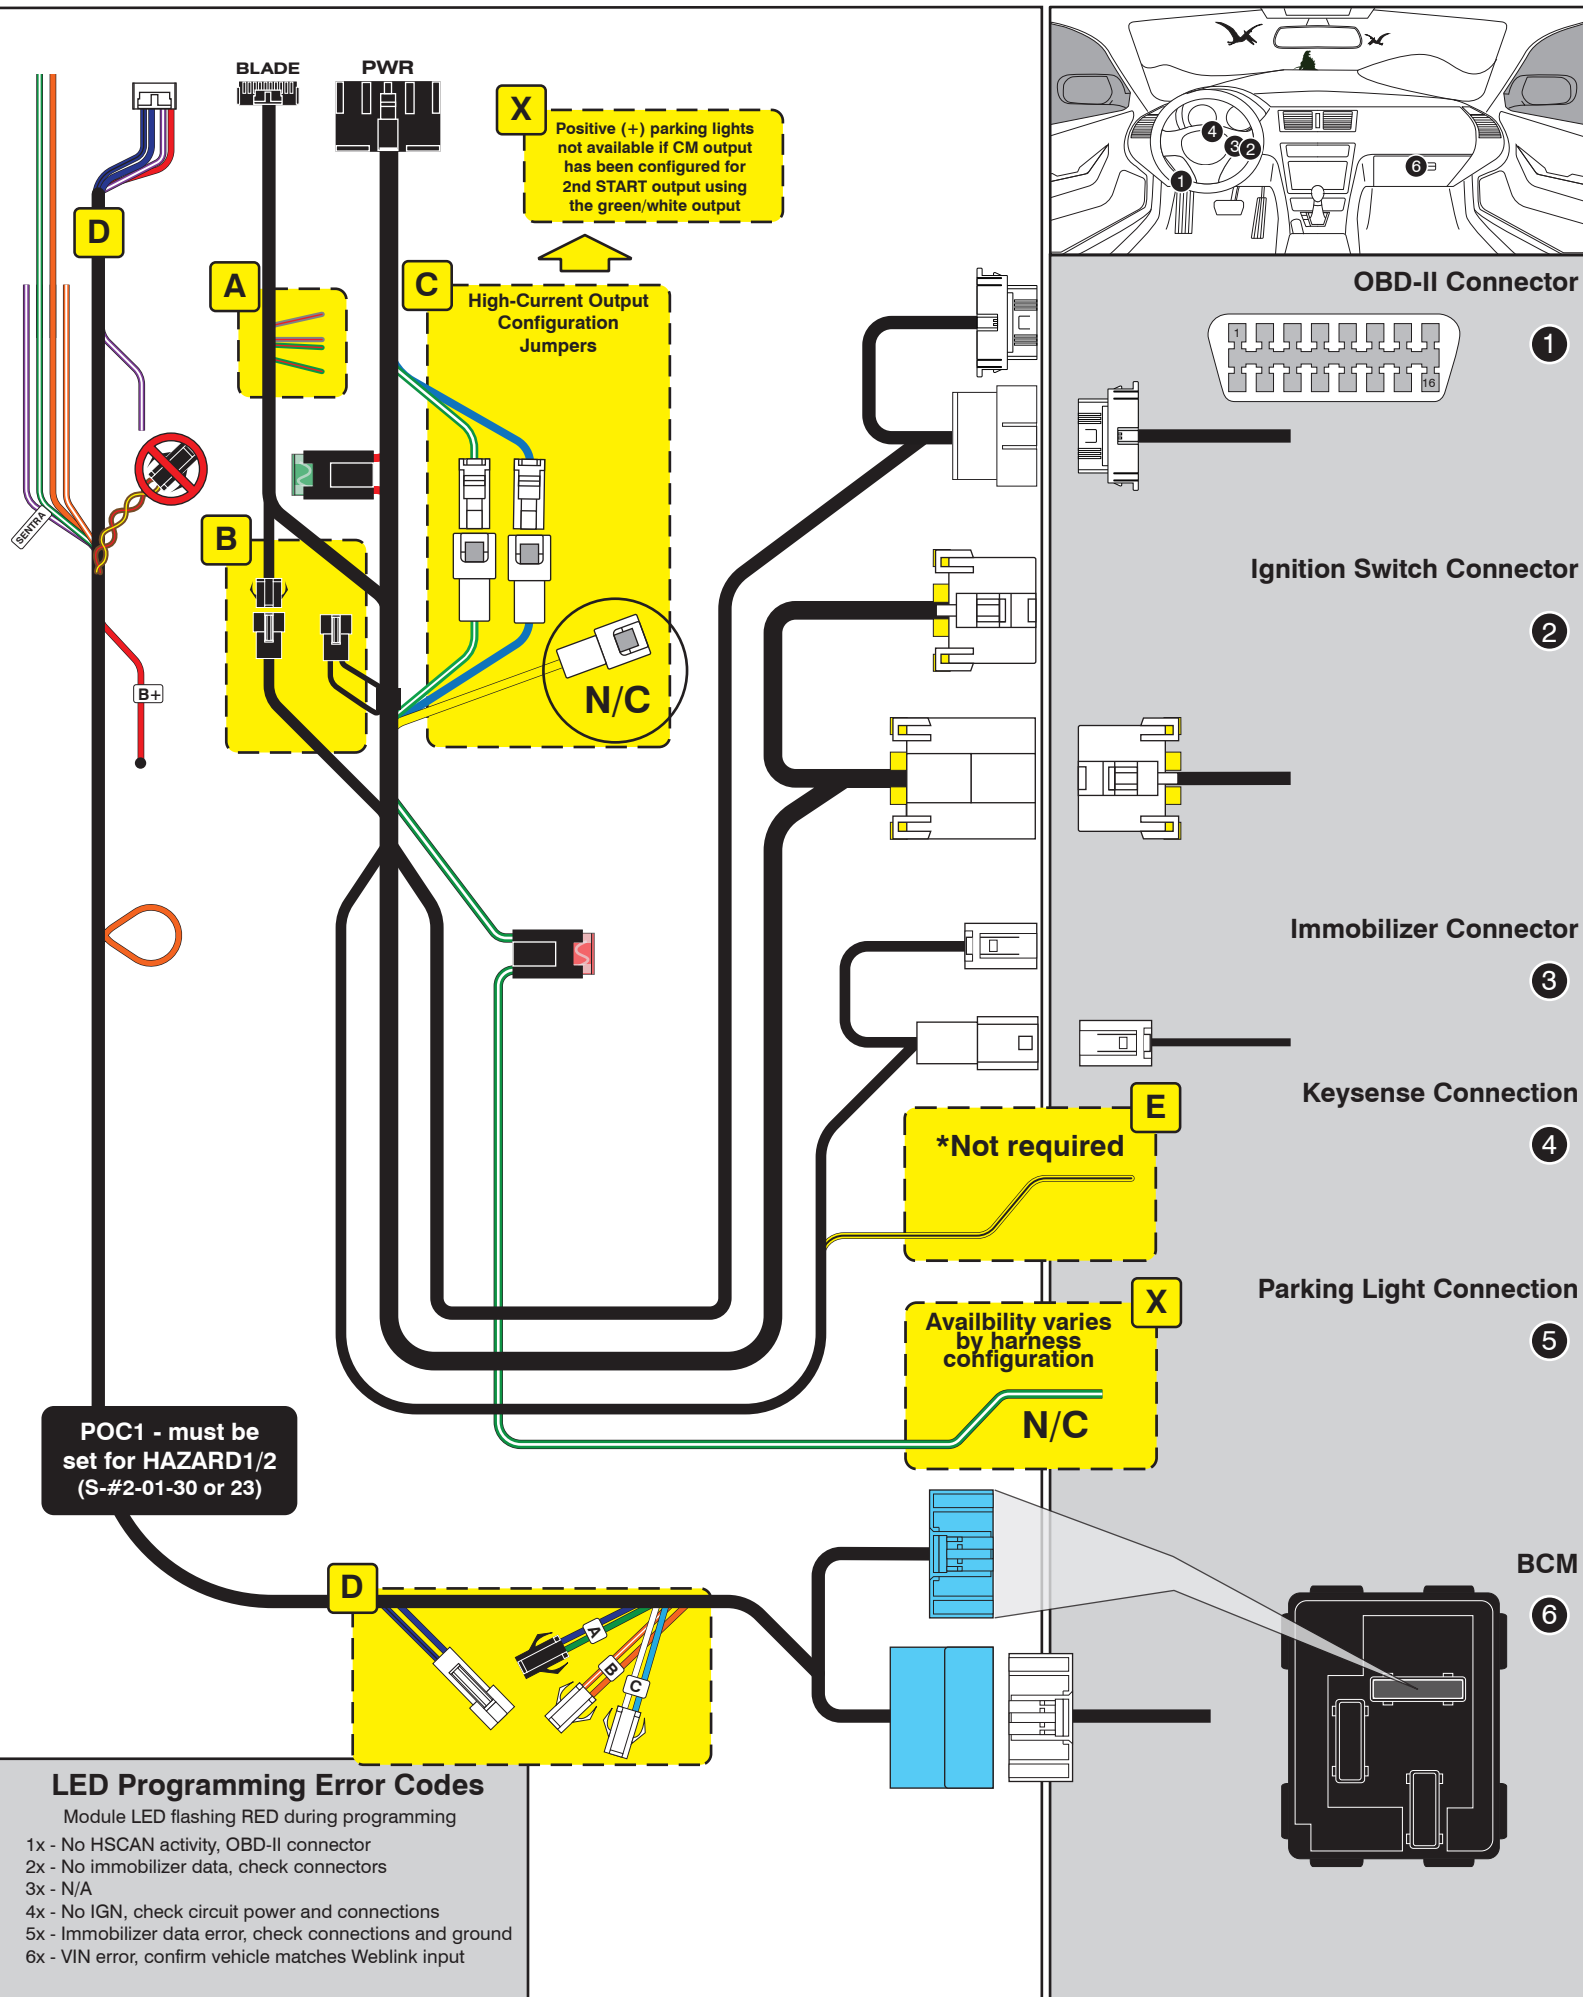 BLADE
PWR
X
Positive (+) parking lights
not available if CM output
has been configured for
2nd START output using
the green/white output
D
A
C
High-Current Output
Configuration
Jumpers
SENTRA
B
B+
N/C
4
3
2
1
6
OBD-II Connector
1
1
16
Ignition Switch Connector
2
Immobilizer Connector
3
Keysense Connection
4
E
*Not required
Parking Light Connection
5
X
Availbility varies
by harness
configuration
N/C
POC1 - must be
set for HAZARD1/2
(S-#2-01-30 or 23)
BCM
6
D
A
B
C
LED Programming Error Codes
Module LED flashing RED during programming
1x - No HSCAN activity, OBD-II connector
2x - No immobilizer data, check connectors
3x - N/A
4x - No IGN, check circuit power and connections
5x - Immobilizer data error, check connections and ground
6x - VIN error, confirm vehicle matches Weblink input